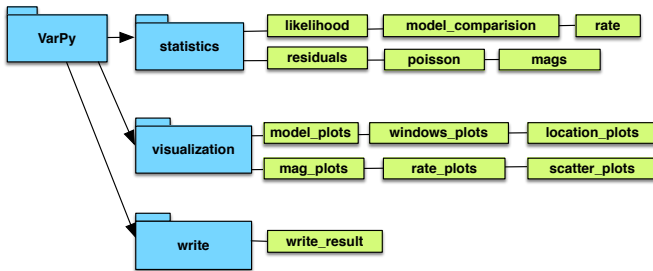 VarPy
statistics
likelihood
model_comparision
rate
residuals
poisson
mags
visualization
model_plots
windows_plots
location_plots
mag_plots
rate_plots
scatter_plots
write
write_result